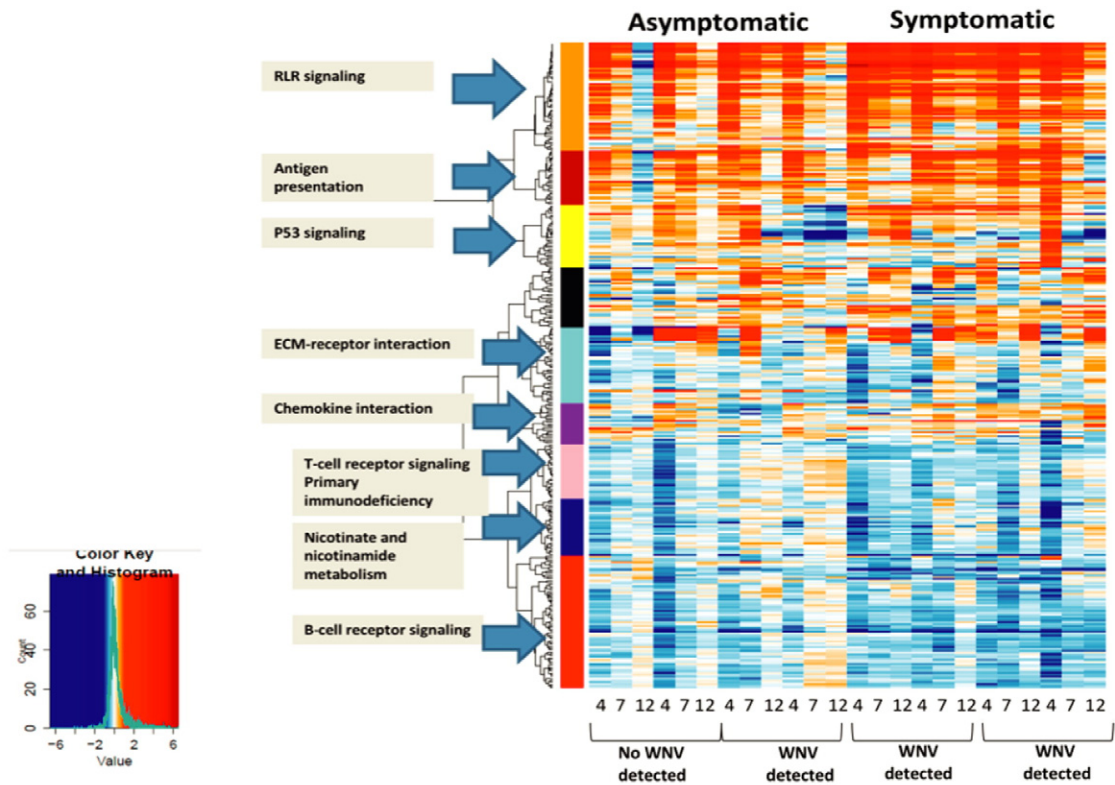 Asymptomatic Symptomatic
RLR signaling
Antigen
presentation
P53 signaling
ECM-receptor interaction
Chemokine interaction
T-cell receptor signaling
Primary
immunodeficiency
Nicotinate and
nicotinamide
metabolism
B-cell receptor signaling
Color Key
and Histogram
Count
0 20 40 60
−6 −2 2 6
Value
4 7 12 4 7 12 4 7 12 4 7 12 4 7 12 4 7 12 4 7 12 4 7 12
No WNV
detected
WNV
detected
WNV
detected
WNV
detected